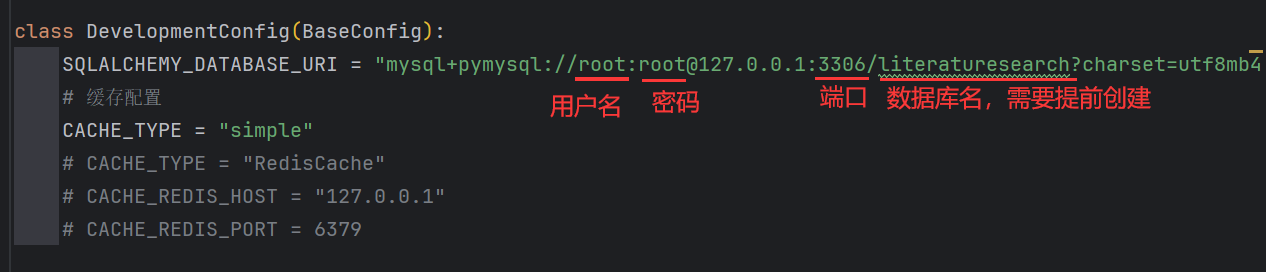 class DevelopmentConfig(BaseConfig):
SQLALCHEMY_DATABASE_URI = "mysql+pymysql://root:root@127.0.0.1:3306/literaturesearch?charset=utf8mb4
# 缓存配置
用户名 密码 端口 数据库名，需要提前创建
CACHE_TYPE = "simple"
# CACHE_TYPE = "RedisCache"
# CACHE_REDIS_HOST = "127.0.0.1"
# CACHE_REDIS_PORT = 6379